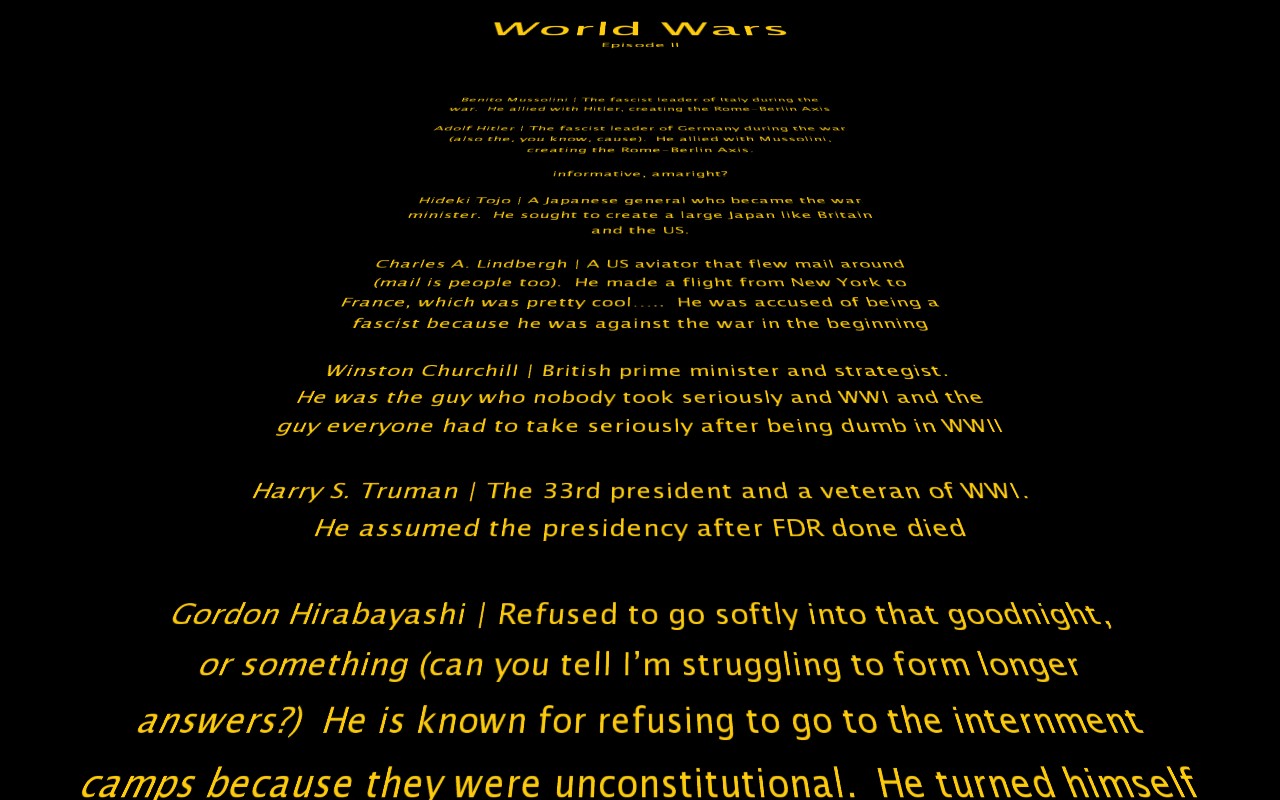 World Wars
Episode II
Benito Mussolini | The fascist leader of Italy during the
war.  He allied with Hitler, creating the Rome-Berlin Axis
Adolf Hitler | The fascist leader of Germany during the war
(also the, you know, cause).  He allied with Mussolini,
creating the Rome-Berlin Axis.
informative, amaright?
Hideki Tojo | A Japanese general who became the war
minister.  He sought to create a large Japan like Britain
and the US.
Charles A. Lindbergh | A US aviator that flew mail around
(mail is people too).  He made a flight from New York to
France, which was pretty cool…..  He was accused of being a
fascist because he was against the war in the beginning
Winston Churchill | British prime minister and strategist.
He was the guy who nobody took seriously and WWI and the
guy everyone had to take seriously after being dumb in WWII
Harry S. Truman | The 33rd president and a veteran of WWI.
He assumed the presidency after FDR done died
Gordon Hirabayashi | Refused to go softly into that goodnight,
or something (can you tell I’m struggling to form longer
answers?)  He is known for refusing to go to the internment
camps because they were unconstitutional.  He turned himself